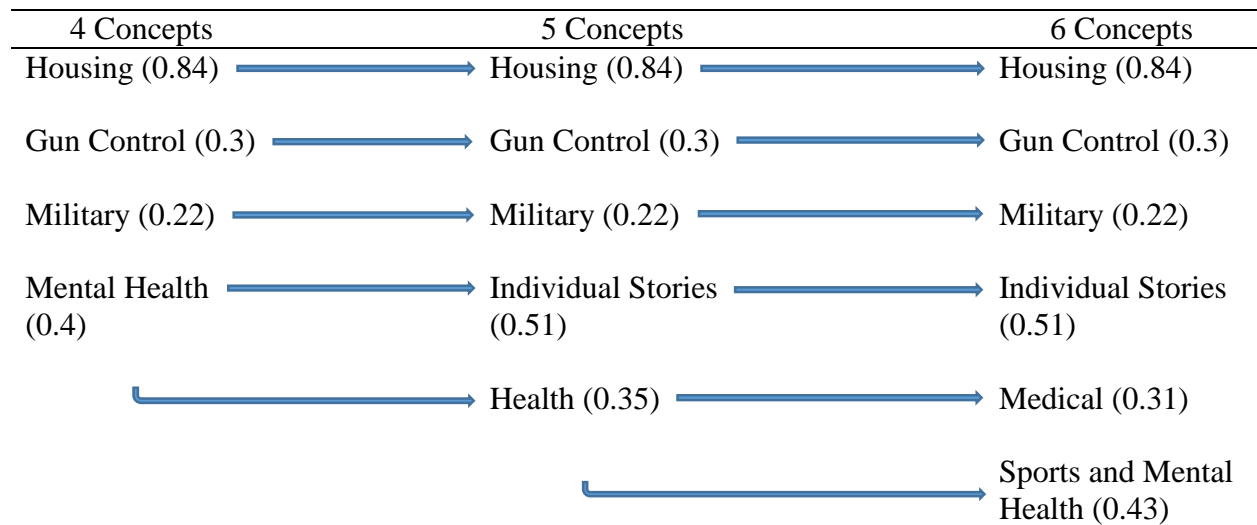 4 Concepts 5 Concepts 6 Concepts
Housing (0.84) Housing (0.84) Housing (0.84)
Gun Control (0.3) Gun Control (0.3) Gun Control (0.3)
Military (0.22) Military (0.22) Military (0.22)
Mental Health Individual Stories Individual Stories
(0.4) (0.51) (0.51)
Health (0.35) Medical (0.31)
Sports and Mental
Health (0.43)